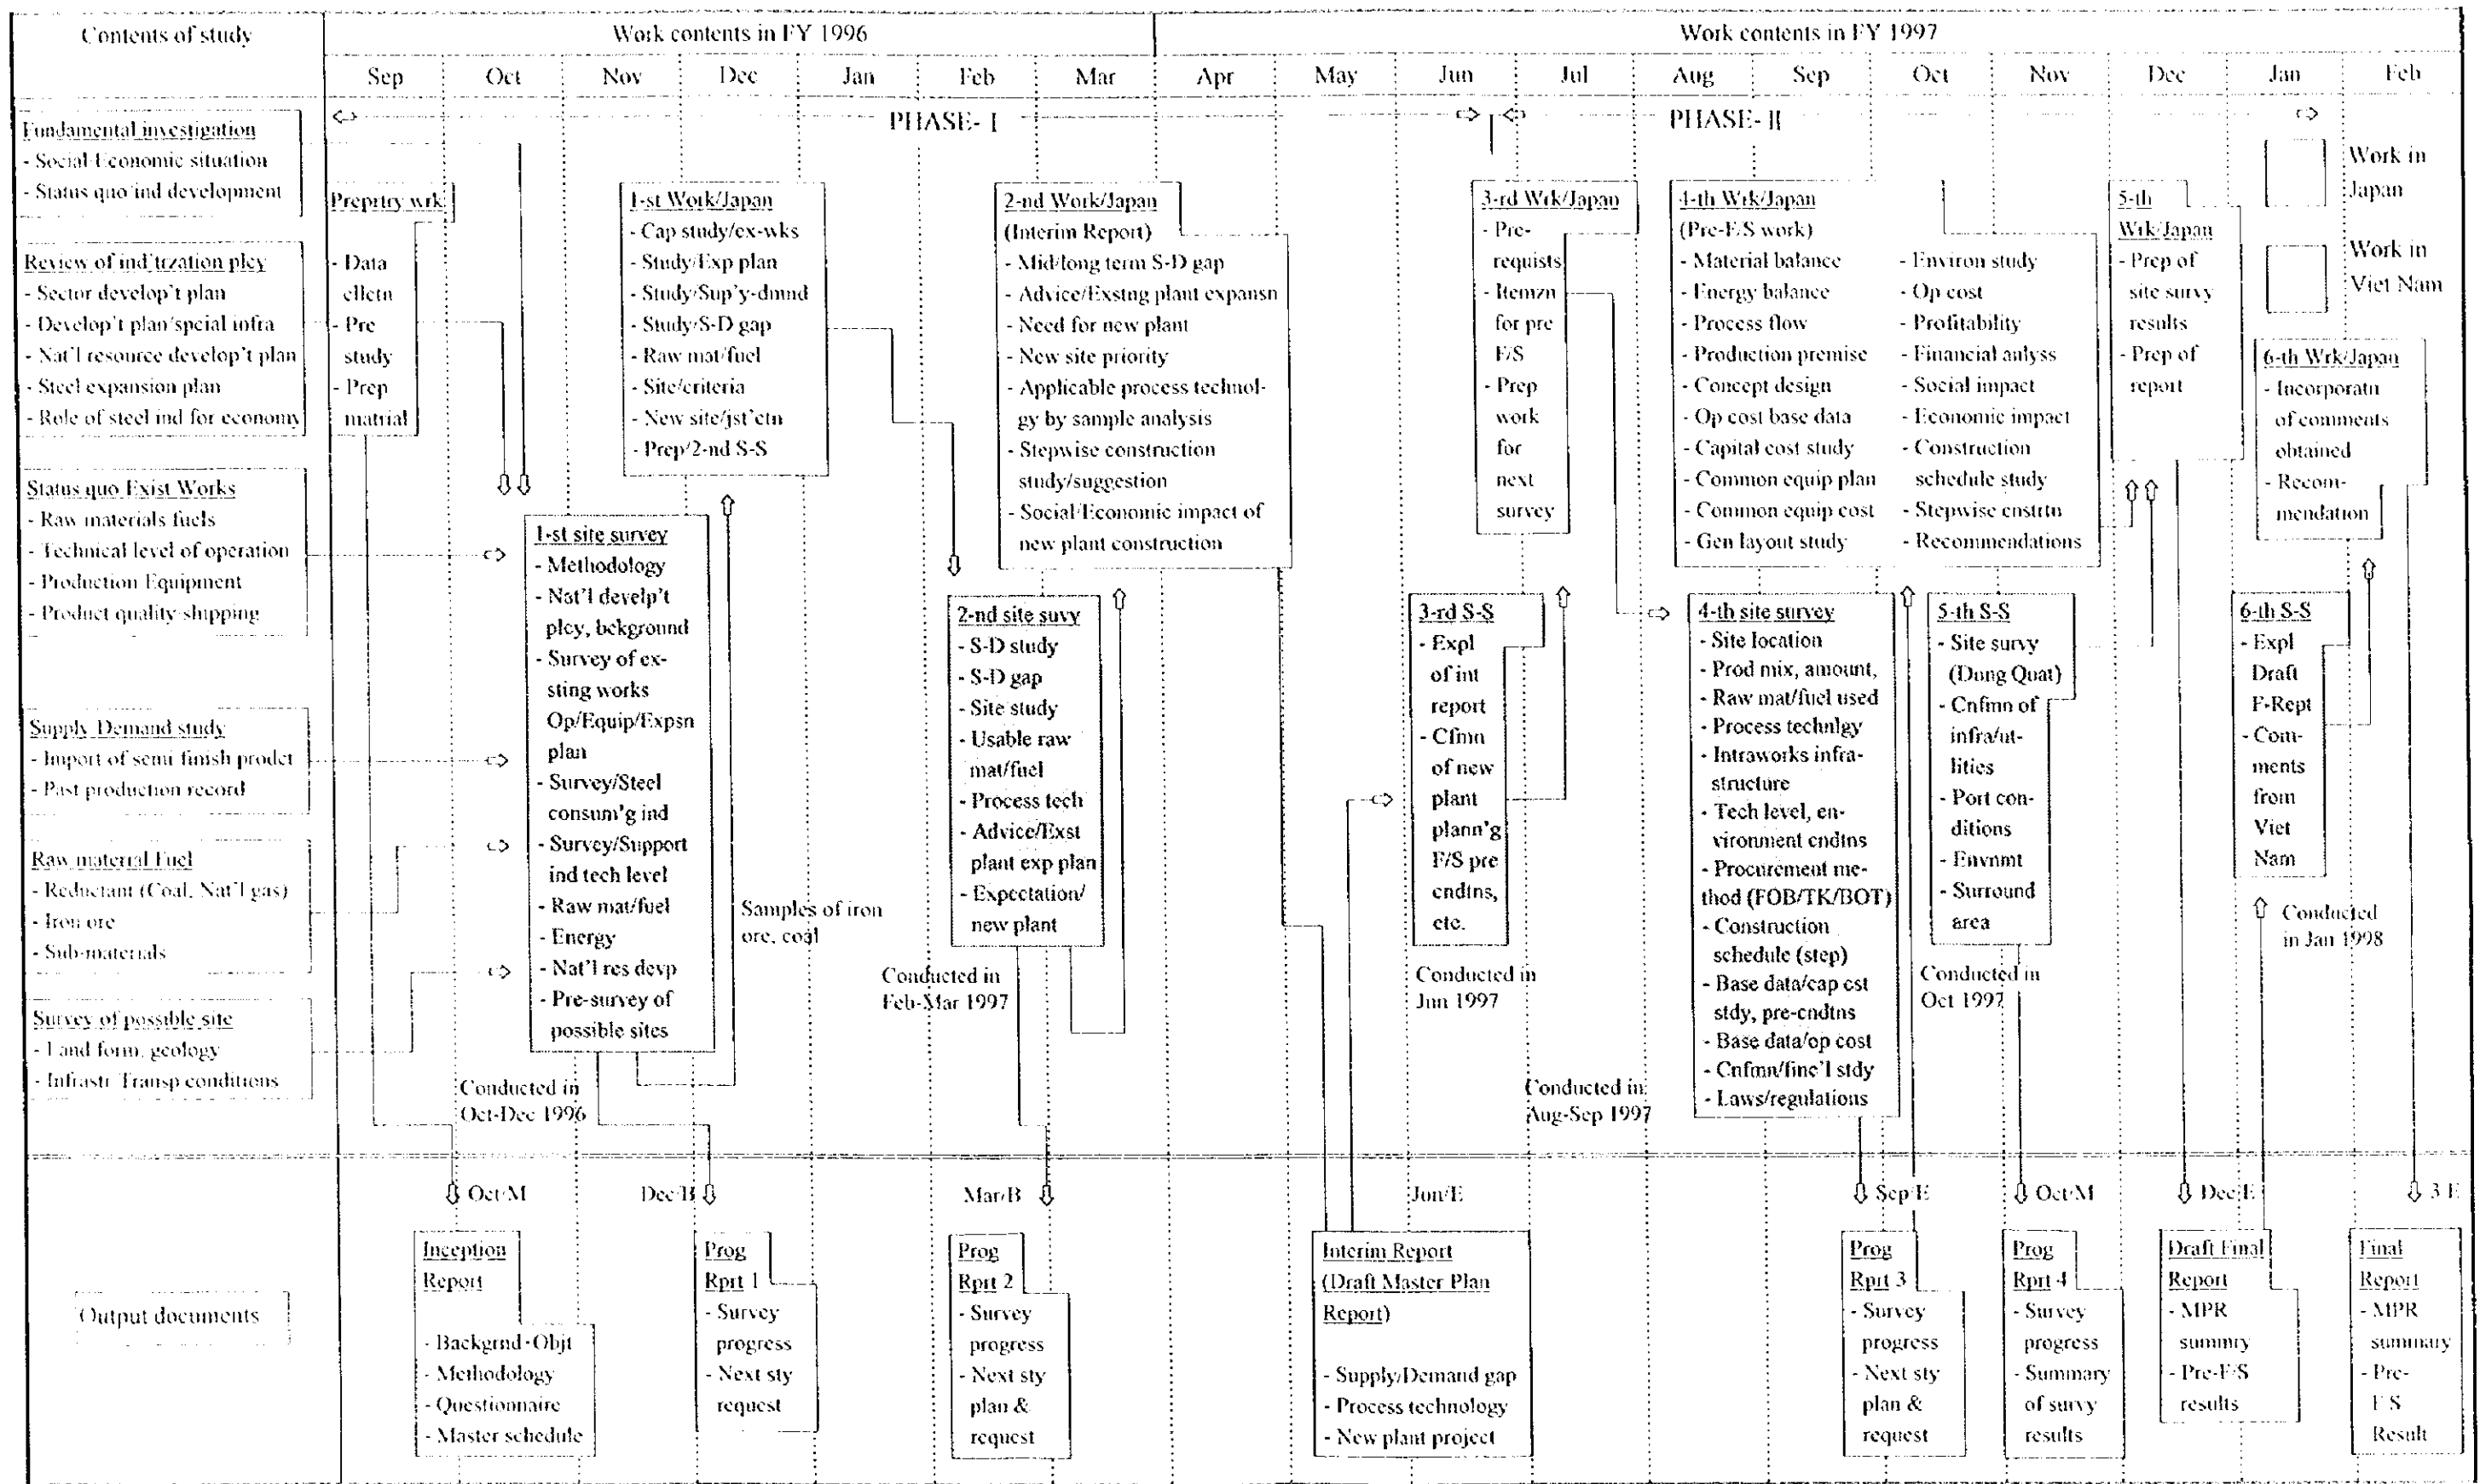 Contents of study
Work contents in FY 1996
Work contents in FY 1997
Sep
Oct
Nov
Dec
Jan
Feb
Mar
Apr
May
Jun
Jul
Aug
Sep
Oct
Nov
Dec
Jan
Feb
PHASE- I
PHASE- II
Fundamental investigation
- Social/Economic situation
- Status quo ind development
Review of ind'trzation plcy
- Sector develop't plan
- Develop't plan/spcial infra
- Nat'l resource develop't plan
- Steel expansion plan
- Role of steel ind for economy
Status quo Exist Works
- Raw materials fuels
- Technical level of operation
- Production Equipment
- Product quality shipping
Supply Demand study
- Import of semi finish prodct
- Past production record
Raw material Fuel
- Reductant (Coal, Nat'l gas)
- Iron ore
- Sub-materials
Survey of possible site
- Land form, geology
- Infrastr Transp conditions
Preprtry wrk
- Data
cllctn
- Pre
study
- Prep
matrial
1-st site survey
- Methodology
- Nat'l develp't
plcy, bckground
- Survey of ex-
sting works
Op/Equip/Expsn
plan
- Survey/Steel
consum'g ind
- Survey/Support
ind tech level
- Raw mat/fuel
- Energy
- Nat'l res devp
- Pre-survey of
possible sites
Conducted in
Oct-Dec 1996
1-st Work/Japan
- Cap study/ex-wks
- Study/Exp plan
- Study/Sup'y-dmnd
- Study/S-D gap
- Raw mat/fuel
- Site/criteria
- New site/jst'ctn
- Prep/2-nd S-S
Samples of iron
ore, coal
2-nd site suvy
- S-D study
- S-D gap
- Site study
- Usable raw
mat/fuel
- Process tech
- Advice/Exst
plant exp plan
- Expectation/
new plant
Conducted in
Feb-Mar 1997
2-nd Work/Japan
(Interim Report)
- Mid/long term S-D gap
- Advice/Exstng plant expansn
- Need for new plant
- New site priority
- Applicable process technol-
gy by sample analysis
- Stepwise construction
study/suggestion
- Social/Economic impact of
new plant construction
3-rd S-S
- Expl
of int
report
- Cfmn
of new
plant
plann'g
F/S pre
cndtns,
etc.
Conducted in
Jun 1997
3-rd Wrk/Japan
- Pre-
requists
- Itemzn
for pre
F/S
- Prep
work
for
next
survey
4-th site survey
- Site location
- Prod mix, amount,
- Raw mat/fuel used
- Process technlgy
- Intraworks infra-
structure
- Tech level, en-
vironment cndtns
- Procurement me-
thod (FOB/TK/BOT)
- Construction
schedule (step)
- Base data/cap cst
stdy, pre-cndtns
- Base data/op cost
- Cnfmn/finc'l stdy
- Laws/regulations
Conducted in
Aug-Sep 1997
4-th Wrk/Japan
(Pre-F/S work)
- Material balance
- Energy balance
- Process flow
- Production premise
- Concept design
- Op cost base data
- Capital cost study
- Common equip plan
- Common equip cost
- Gen layout study
- Environ study
- Op cost
- Profitability
- Financial anlyss
- Social impact
- Economic impact
- Construction
schedule study
- Stepwise cnstrtn
- Recommendations
5-th S-S
- Site survy
(Dung Quat)
- Cnfmn of
infra/ut-
lities
- Port con-
ditions
- Envnmt
- Surround
area
Conducted in
Oct 1997
5-th
Wrk/Japan
- Prep of
site survy
results
- Prep of
report
Work in
Japan
Work in
Viet Nam
6-th Wrk/Japan
- Incorporatn
of comments
obtained
- Recom-
mendation
6-th S-S
- Expl
Draft
F-Rept
- Com-
ments
from
Viet
Nam
Conducted
in Jan 1998
Output documents
Oct/M
Inception
Report
- Backgrnd·Objt
- Methodology
- Questionnaire
- Master schedule
Dec/B
Prog
Rprt 1
- Survey
progress
- Next sty
request
Mar/B
Prog
Rprt 2
- Survey
progress
- Next sty
plan &
request
Jun/E
Interim Report
(Draft Master Plan
Report)
- Supply/Demand gap
- Process technology
- New plant project
Sep/E
Prog
Rprt 3
- Survey
progress
- Next sty
plan &
request
Oct/M
Prog
Rprt 4
- Survey
progress
- Summary
of survy
results
Dec/E
Draft Final
Report
- MPR
summry
- Pre-F/S
results
3 E
Final
Report
- MPR
summary
- Pre-
F S
Result